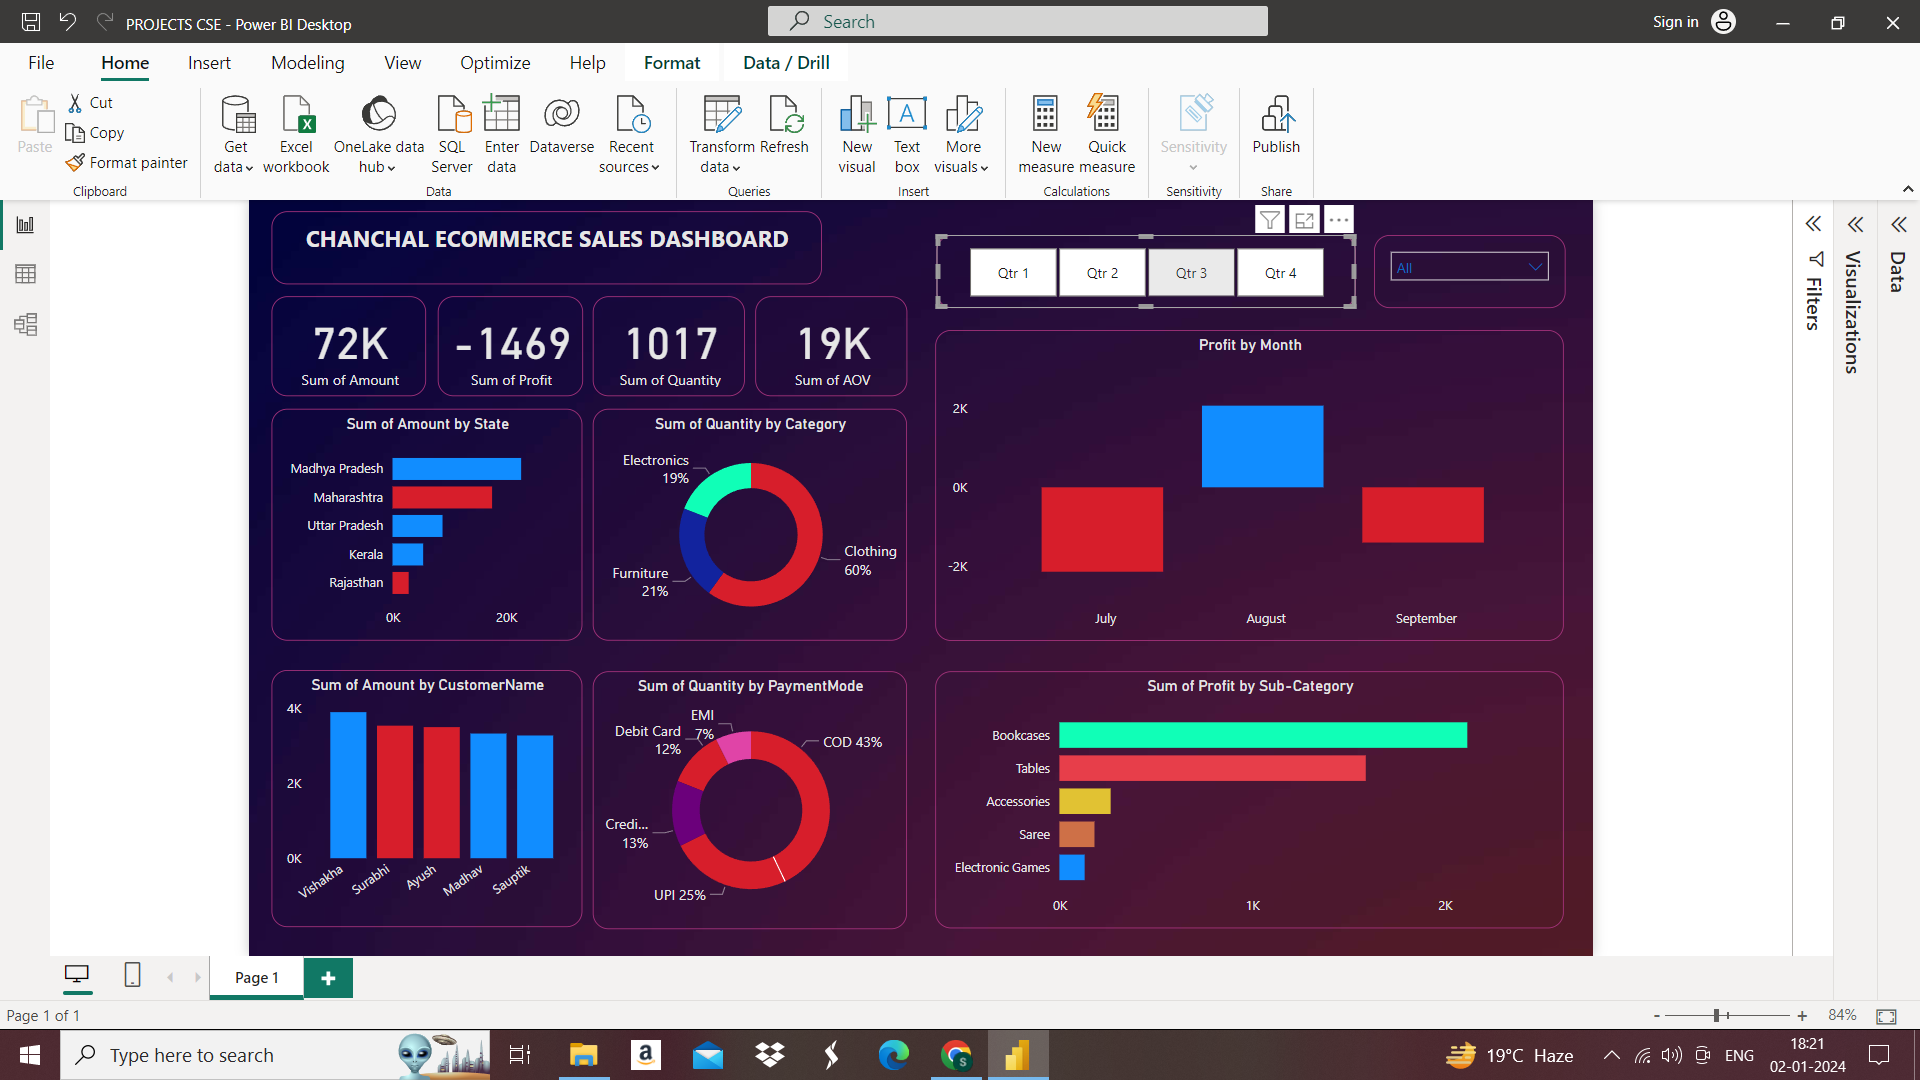 PROJECTS CSE - Power BI Desktop
Search
Sign in
File
Home
Insert
Modeling
View
Optimize
Help
Format
Data / Drill
Paste
Cut
Copy
Format painter
Clipboard
Get data
Excel workbook
OneLake data hub
SQL Server
Enter data
Dataverse
Recent sources
Data
Transform data
Refresh
Queries
New visual
Text box
More visuals
Insert
New measure
Quick measure
Calculations
Sensitivity
Sensitivity
Publish
Share
CHANCHAL ECOMMERCE SALES DASHBOARD
Qtr 1
Qtr 2
Qtr 3
Qtr 4
All
Filters
Visualizations
Data
72K
Sum of Amount
-1469
Sum of Profit
1017
Sum of Quantity
19K
Sum of AOV
Sum of Amount by State
Madhya Pradesh
Maharashtra
Uttar Pradesh
Kerala
Rajasthan
0K
20K
Sum of Quantity by Category
Electronics
19%
Furniture
21%
Clothing
60%
Profit by Month
2K
0K
-2K
July
August
September
Sum of Amount by CustomerName
4K
2K
0K
Vishakha
Surabhi
Ayush
Madhav
Sauptik
Sum of Quantity by PaymentMode
EMI
7%
Debit Card
12%
COD 43%
Credi...
13%
UPI 25%
Sum of Profit by Sub-Category
Bookcases
Tables
Accessories
Saree
Electronic Games
0K
1K
2K
Page 1
Page 1 of 1
84%
Type here to search
19°C Haze
ENG
18:21
02-01-2024